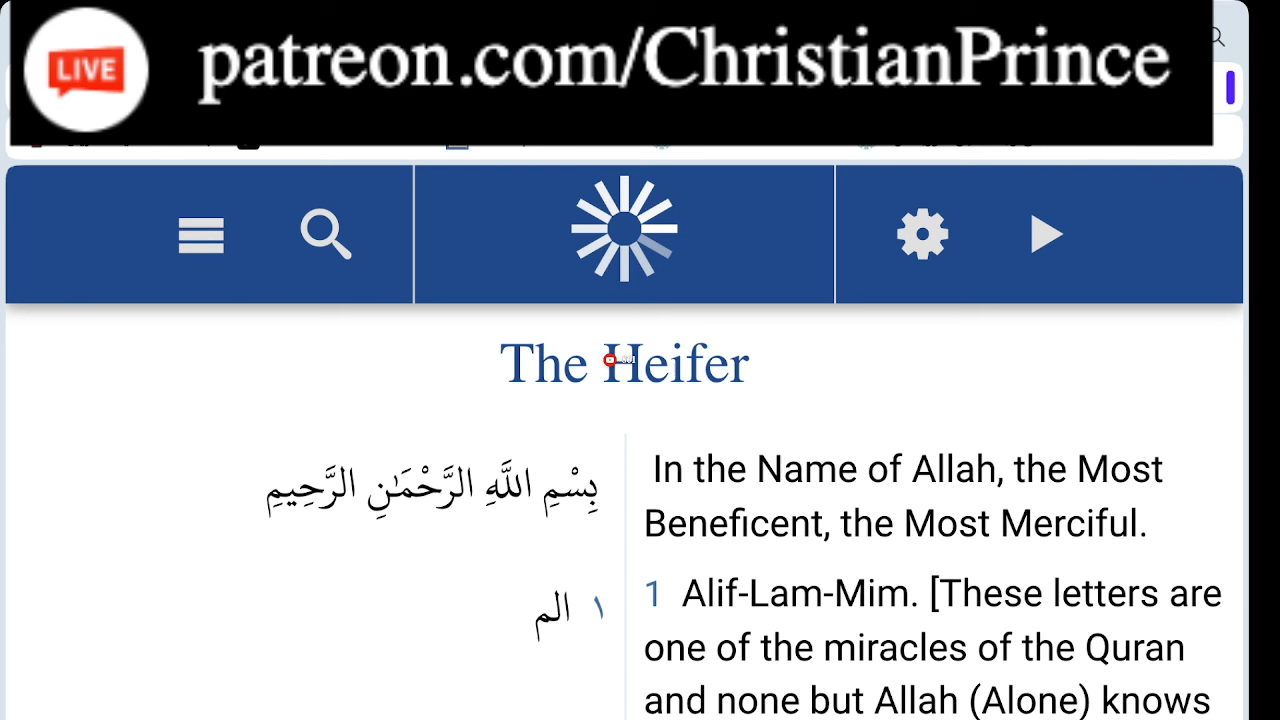 LIVE
patreon.com/ChristianPrince
The Heifer
بِسْمِ اللَّهِ الرَّحْمَٰنِ الرَّحِيمِ
In the Name of Allah, the Most
Beneficent, the Most Merciful.
١ الم
1 Alif-Lam-Mim. [These letters are
one of the miracles of the Quran
and none but Allah (Alone) knows